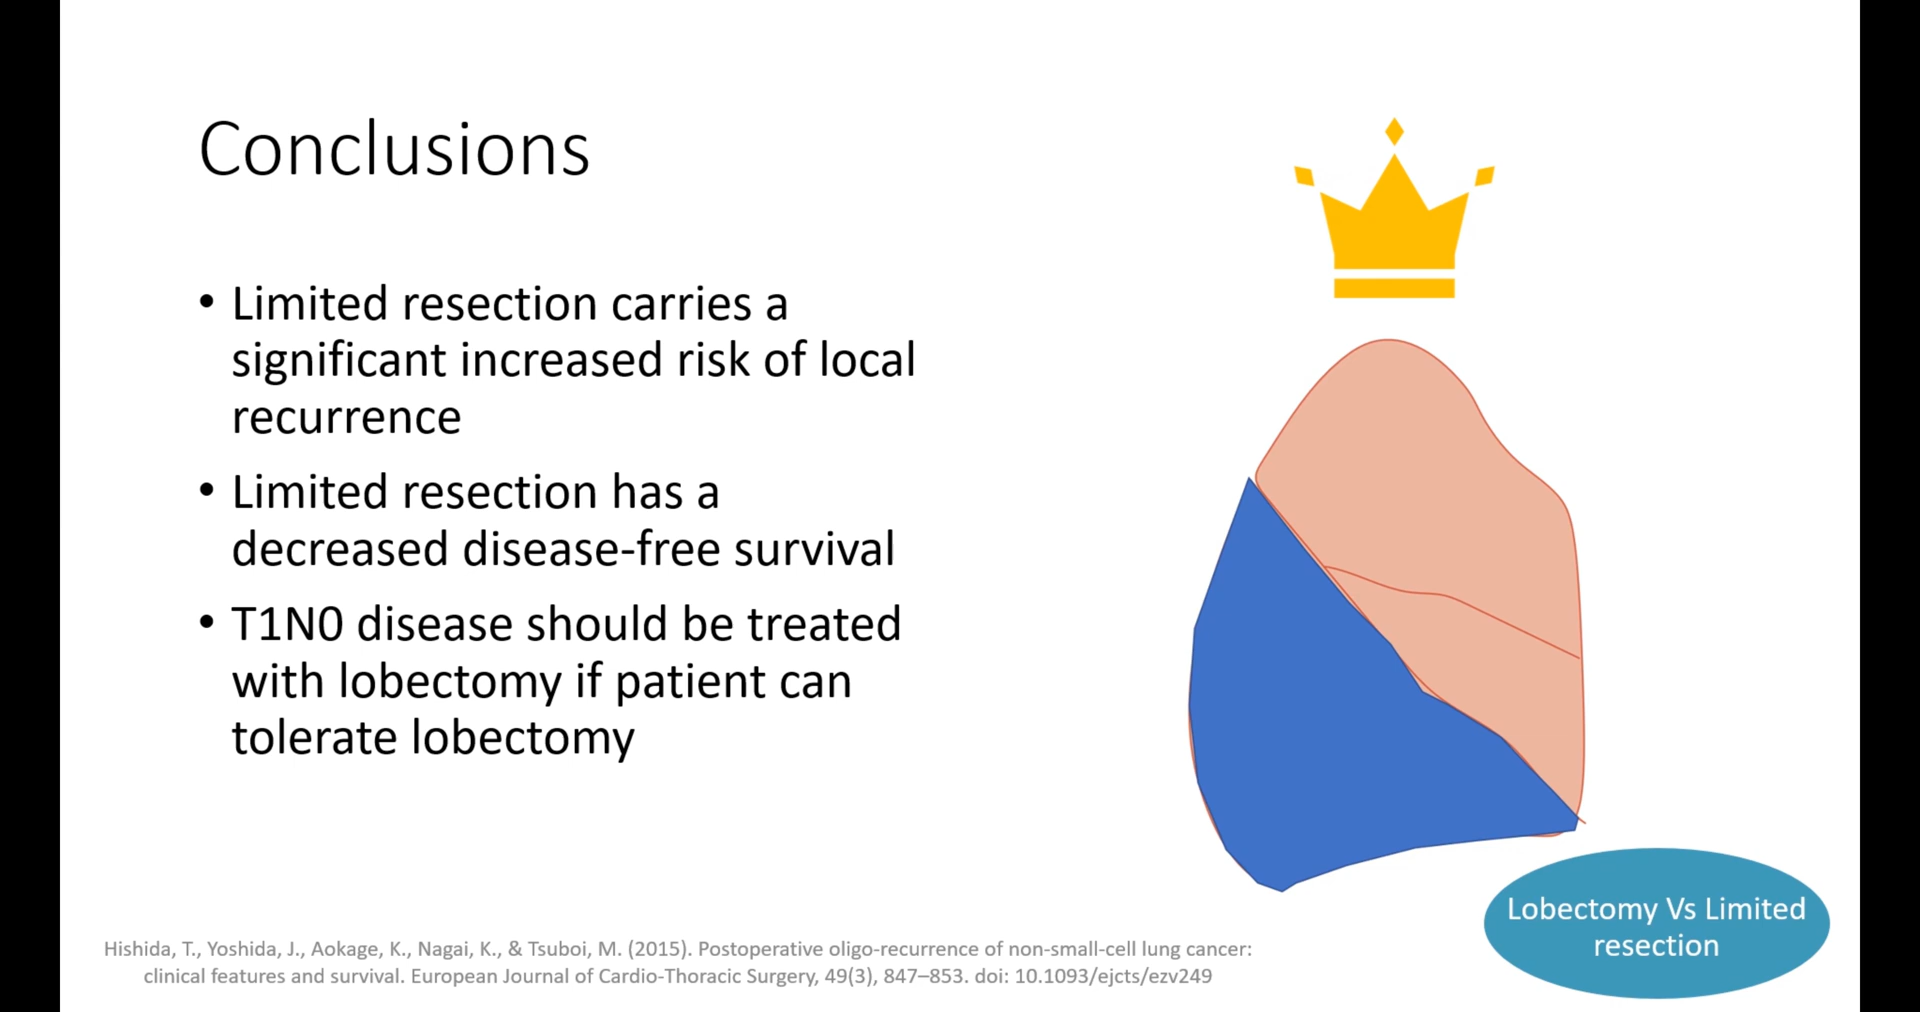 Conclusions
• Limited resection carries a
significant increased risk of local
recurrence
• Limited resection has a
decreased disease-free survival
• T1N0 disease should be treated
with lobectomy if patient can
tolerate lobectomy
Lobectomy Vs Limited
resection
Hishida, T., Yoshida, J., Aokage, K., Nagai, K., & Tsuboi, M. (2015). Postoperative oligo-recurrence of non-small-cell lung cancer:
clinical features and survival. European Journal of Cardio-Thoracic Surgery, 49(3), 847–853. doi: 10.1093/ejcts/ezv249